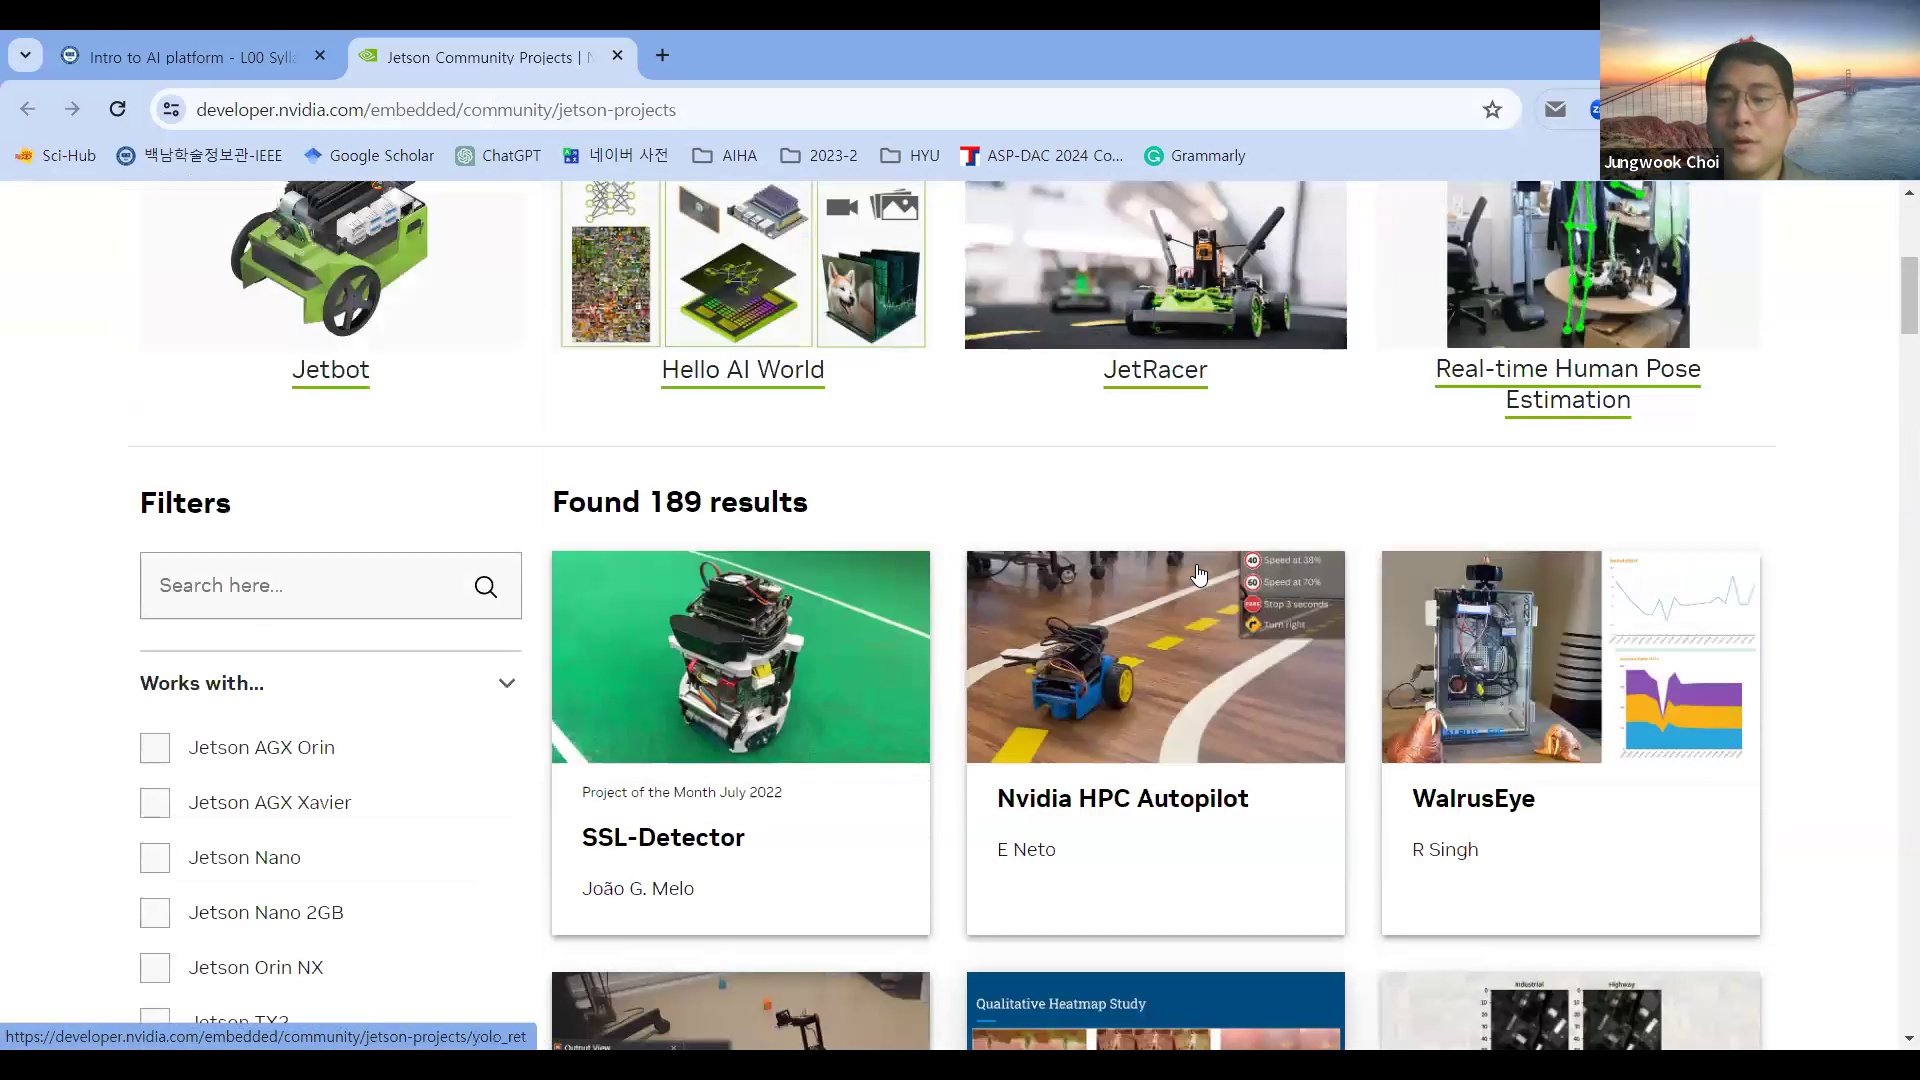 Intro to AI platform - L00 Syll
Jetson Community Projects | N
developer.nvidia.com/embedded/community/jetson-projects
Jungwook Choi
Sci-Hub
백남학술정보관-IEEE
Google Scholar
ChatGPT
네이버 사전
AIHA
2023-2
HYU
ASP-DAC 2024 Co...
Grammarly
Jetbot
Hello AI World
JetRacer
Real-time Human Pose
Estimation
Filters
Found 189 results
Search here...
Works with...
Jetson AGX Orin
Jetson AGX Xavier
Jetson Nano
Jetson Nano 2GB
Jetson Orin NX
Jetson TX2
40 Speed at 38%
60 Speed at 70%
Stop 3 seconds
Turn right
Project of the Month July 2022
SSL-Detector
João G. Melo
Nvidia HPC Autopilot
E Neto
WalrusEye
R Singh
Output View
Qualitative Heatmap Study
Industrial
Highway
https://developer.nvidia.com/embedded/community/jetson-projects/yolo_ret